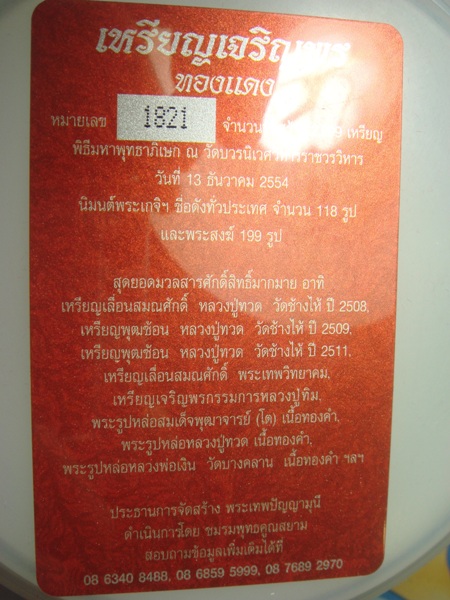 เหรียญเจริญพร
ทองแดง
หมายเลข 1821 จำนวน 9 เหรียญ
พิธีมหาพุทธาภิเษก ณ วัดบวรนิเวศวิหารราชวรวิหาร
วันที่ 13 ธันวาคม 2554
นิมนต์พระเกจิฯ ชื่อดังทั่วประเทศ จำนวน 118 รูป
และพระสงฆ์ 199 รูป
สุดยอดมวลสารศักดิ์สิทธิ์มากมาย อาทิ
เหรียญเลื่อนสมณศักดิ์ หลวงปู่ทวด วัดช้างไห้ ปี 2508,
เหรียญพุฒซ้อน หลวงปู่ทวด วัดช้างไห้ ปี 2509,
เหรียญพุฒซ้อน หลวงปู่ทวด วัดช้างไห้ ปี 2511,
เหรียญเลื่อนสมณศักดิ์ พระเทพวิทยาคม,
เหรียญเจริญพรกรรมการหลวงปู่ทิม,
พระรูปหล่อสมเด็จพุฒาจารย์ (โต) เนื้อทองคำ,
พระรูปหล่อหลวงปู่ทวด เนื้อทองคำ,
พระรูปหล่อหลวงพ่อเงิน วัดบางคลาน เนื้อทองคำ ฯลฯ
ประธานการจัดสร้าง พระเทพปัญญามุนี
ดำเนินการโดย ชมรมพุทธคูณสยาม
สอบถามข้อมูลเพิ่มเติมได้ที่
08 6340 8488, 08 6859 5999, 08 7689 2970